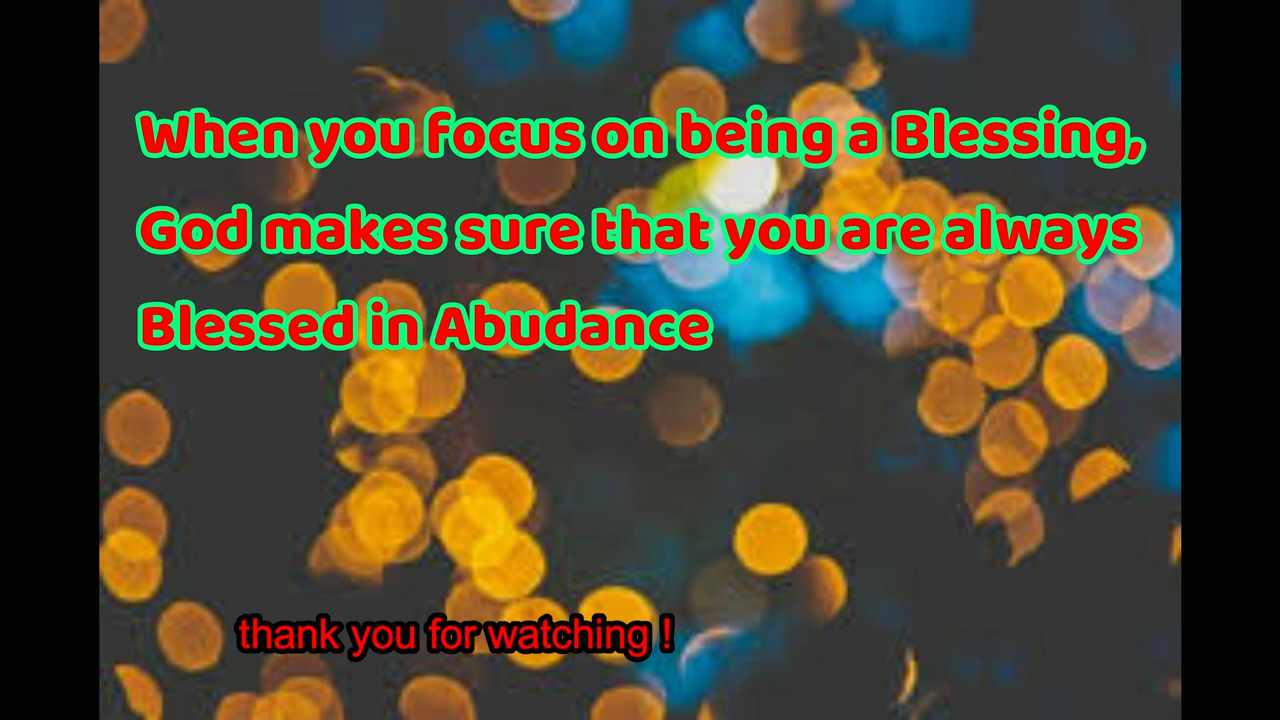 When you focus on being a Blessing,
God makes sure that you are always
Blessed in Abudance
thank you for watching !